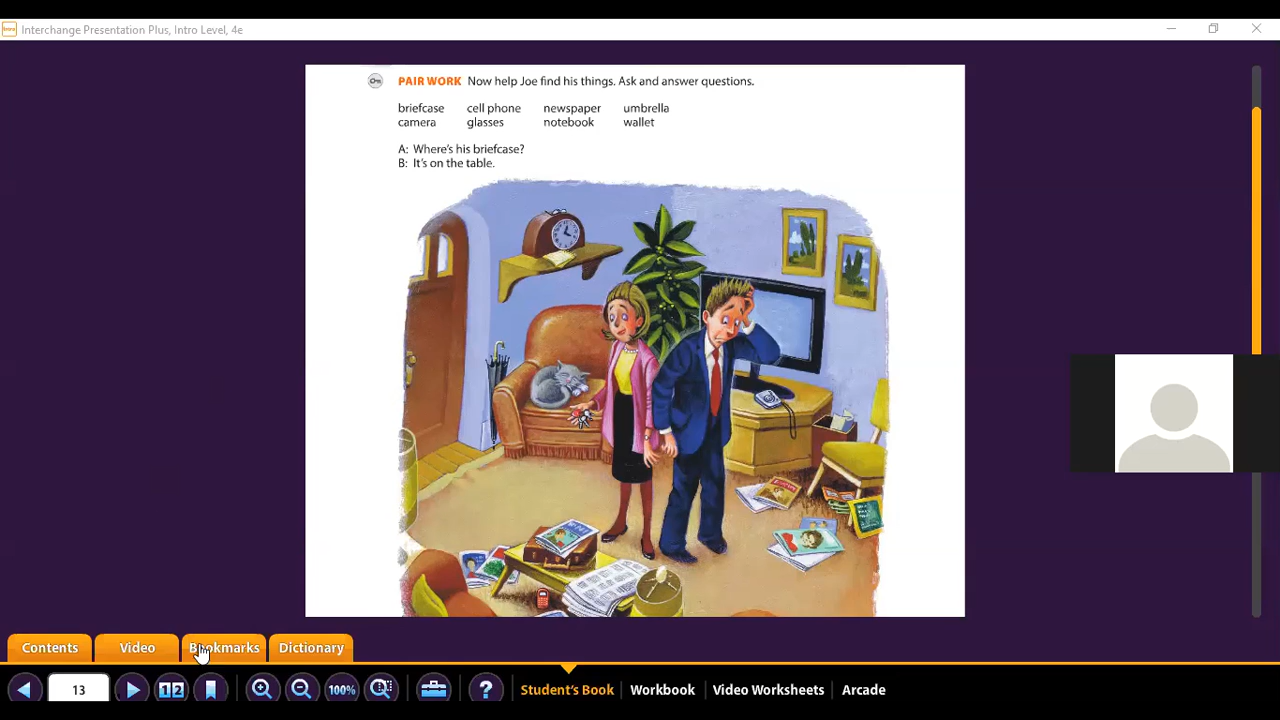 Interchange Presentation Plus, Intro Level, 4e
PAIR WORK Now help Joe find his things. Ask and answer questions.
briefcase cell phone newspaper umbrella
camera glasses notebook wallet
A: Where's his briefcase?
B: It's on the table.
Contents Video Bookmarks Dictionary
13 12 100% ? Student's Book Workbook Video Worksheets Arcade